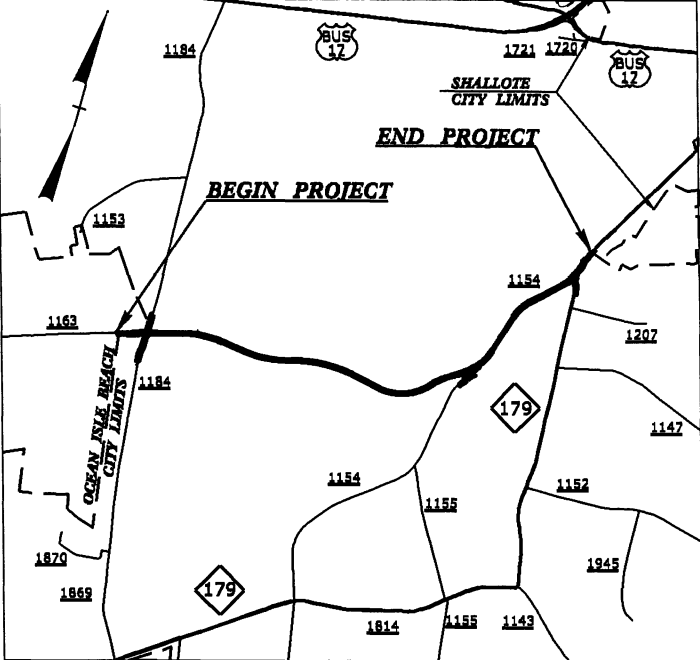 1184
BUS
17
1721
1720
BUS
17
SHALLOTE
CITY LIMITS
END PROJECT
BEGIN PROJECT
1153
1154
1163
1207
1184
OCEAN ISLE BEACH
CITY LIMITS
179
1147
1154
1155
1152
1870
1869
179
1945
1814
1155
1143